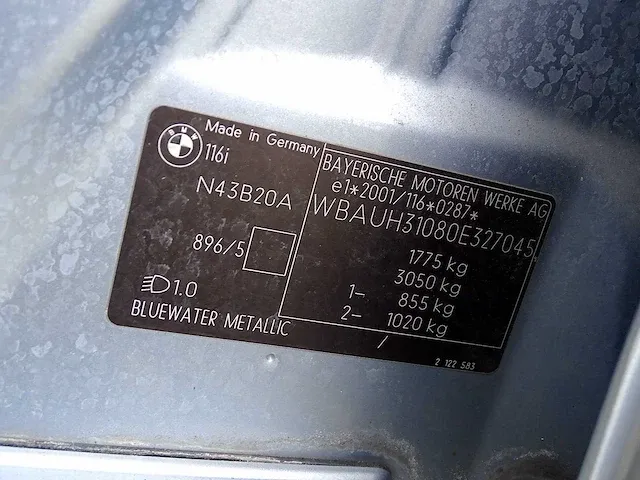 BMW
Made in Germany
116i
N43B20A
896/5
1.0
BLUEWATER METALLIC
BAYERISCHE MOTOREN WERKE AG
e1*2001/116*0287*
WBAUH31080E327045
1775 kg
3050 kg
1- 855 kg
2- 1020 kg
/
2 122 583